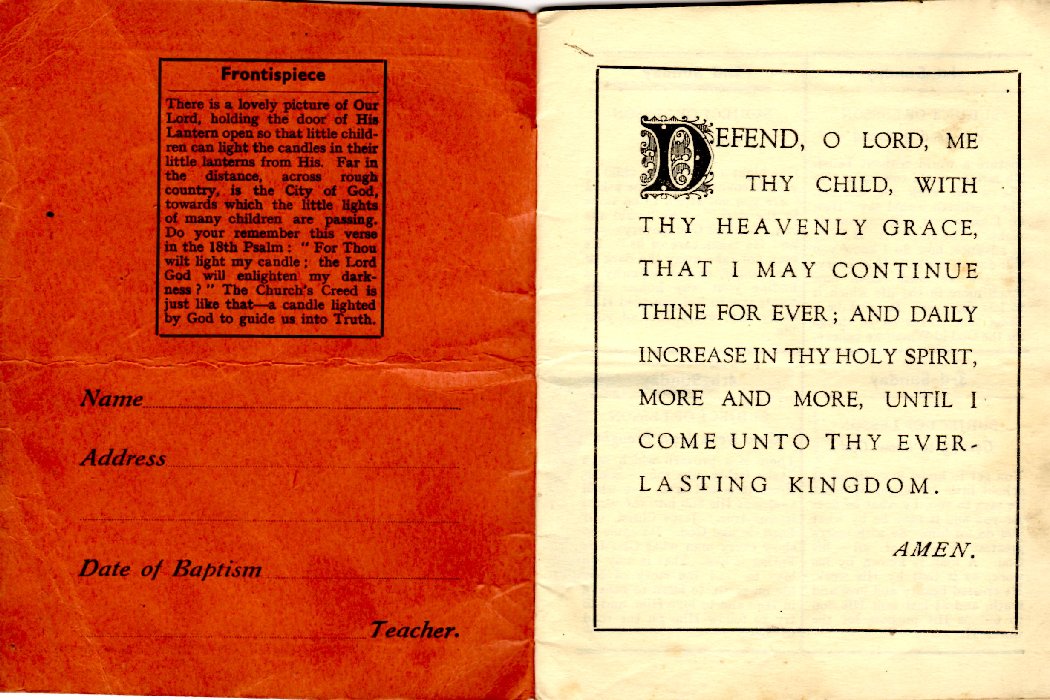 Frontispiece
There is a lovely picture of Our
Lord, holding the door of His
Lantern open so that little child-
ren can light the candles in their
little lanterns from His. Far in
the distance, across rough
country, is the City of God,
towards which the little lights
of many children are passing.
Do your remember this verse
in the 18th Psalm : " For Thou
wilt light my candle ; the Lord
God will enlighten my dark-
ness ? " The Church's Creed is
just like that—a candle lighted
by God to guide us into Truth.
Name
Address
Date of Baptism
Teacher.
DEFEND, O LORD, ME
THY CHILD, WITH
THY HEAVENLY GRACE,
THAT I MAY CONTINUE
THINE FOR EVER ; AND DAILY
INCREASE IN THY HOLY SPIRIT,
MORE AND MORE, UNTIL I
COME UNTO THY EVER-
LASTING KINGDOM.
AMEN.